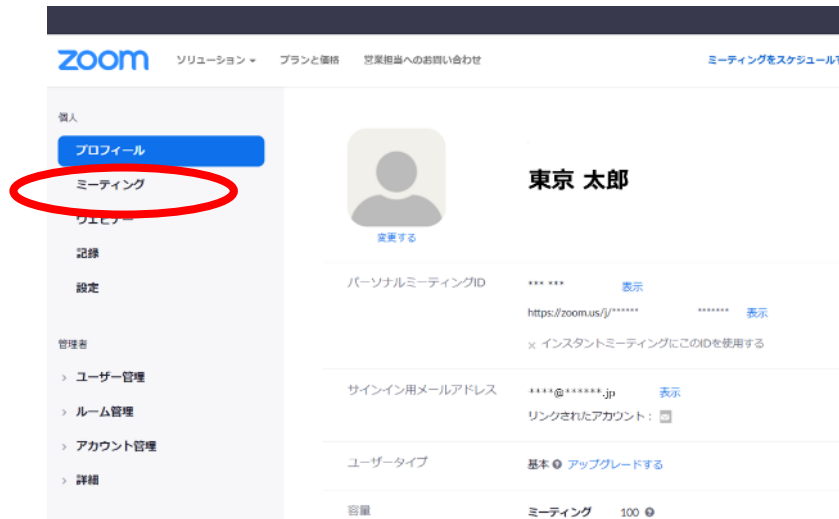 zoom ソリューション プランと価格 営業担当へのお問い合わせ ミーティングをスケジュール
個人
プロフィール
ミーティング
ウェビナー
記録
設定
管理者
ユーザー管理
ルーム管理
アカウント管理
詳細
変更する
東京 太郎
パーソナルミーティングID *** *** 表示
https://zoom.us/j/****** ******* 表示
× インスタントミーティングにこのIDを使用する
サインイン用メールアドレス ****@******.jp 表示
リンクされたアカウント：
ユーザータイプ 基本 アップグレードする
容量 ミーティング 100